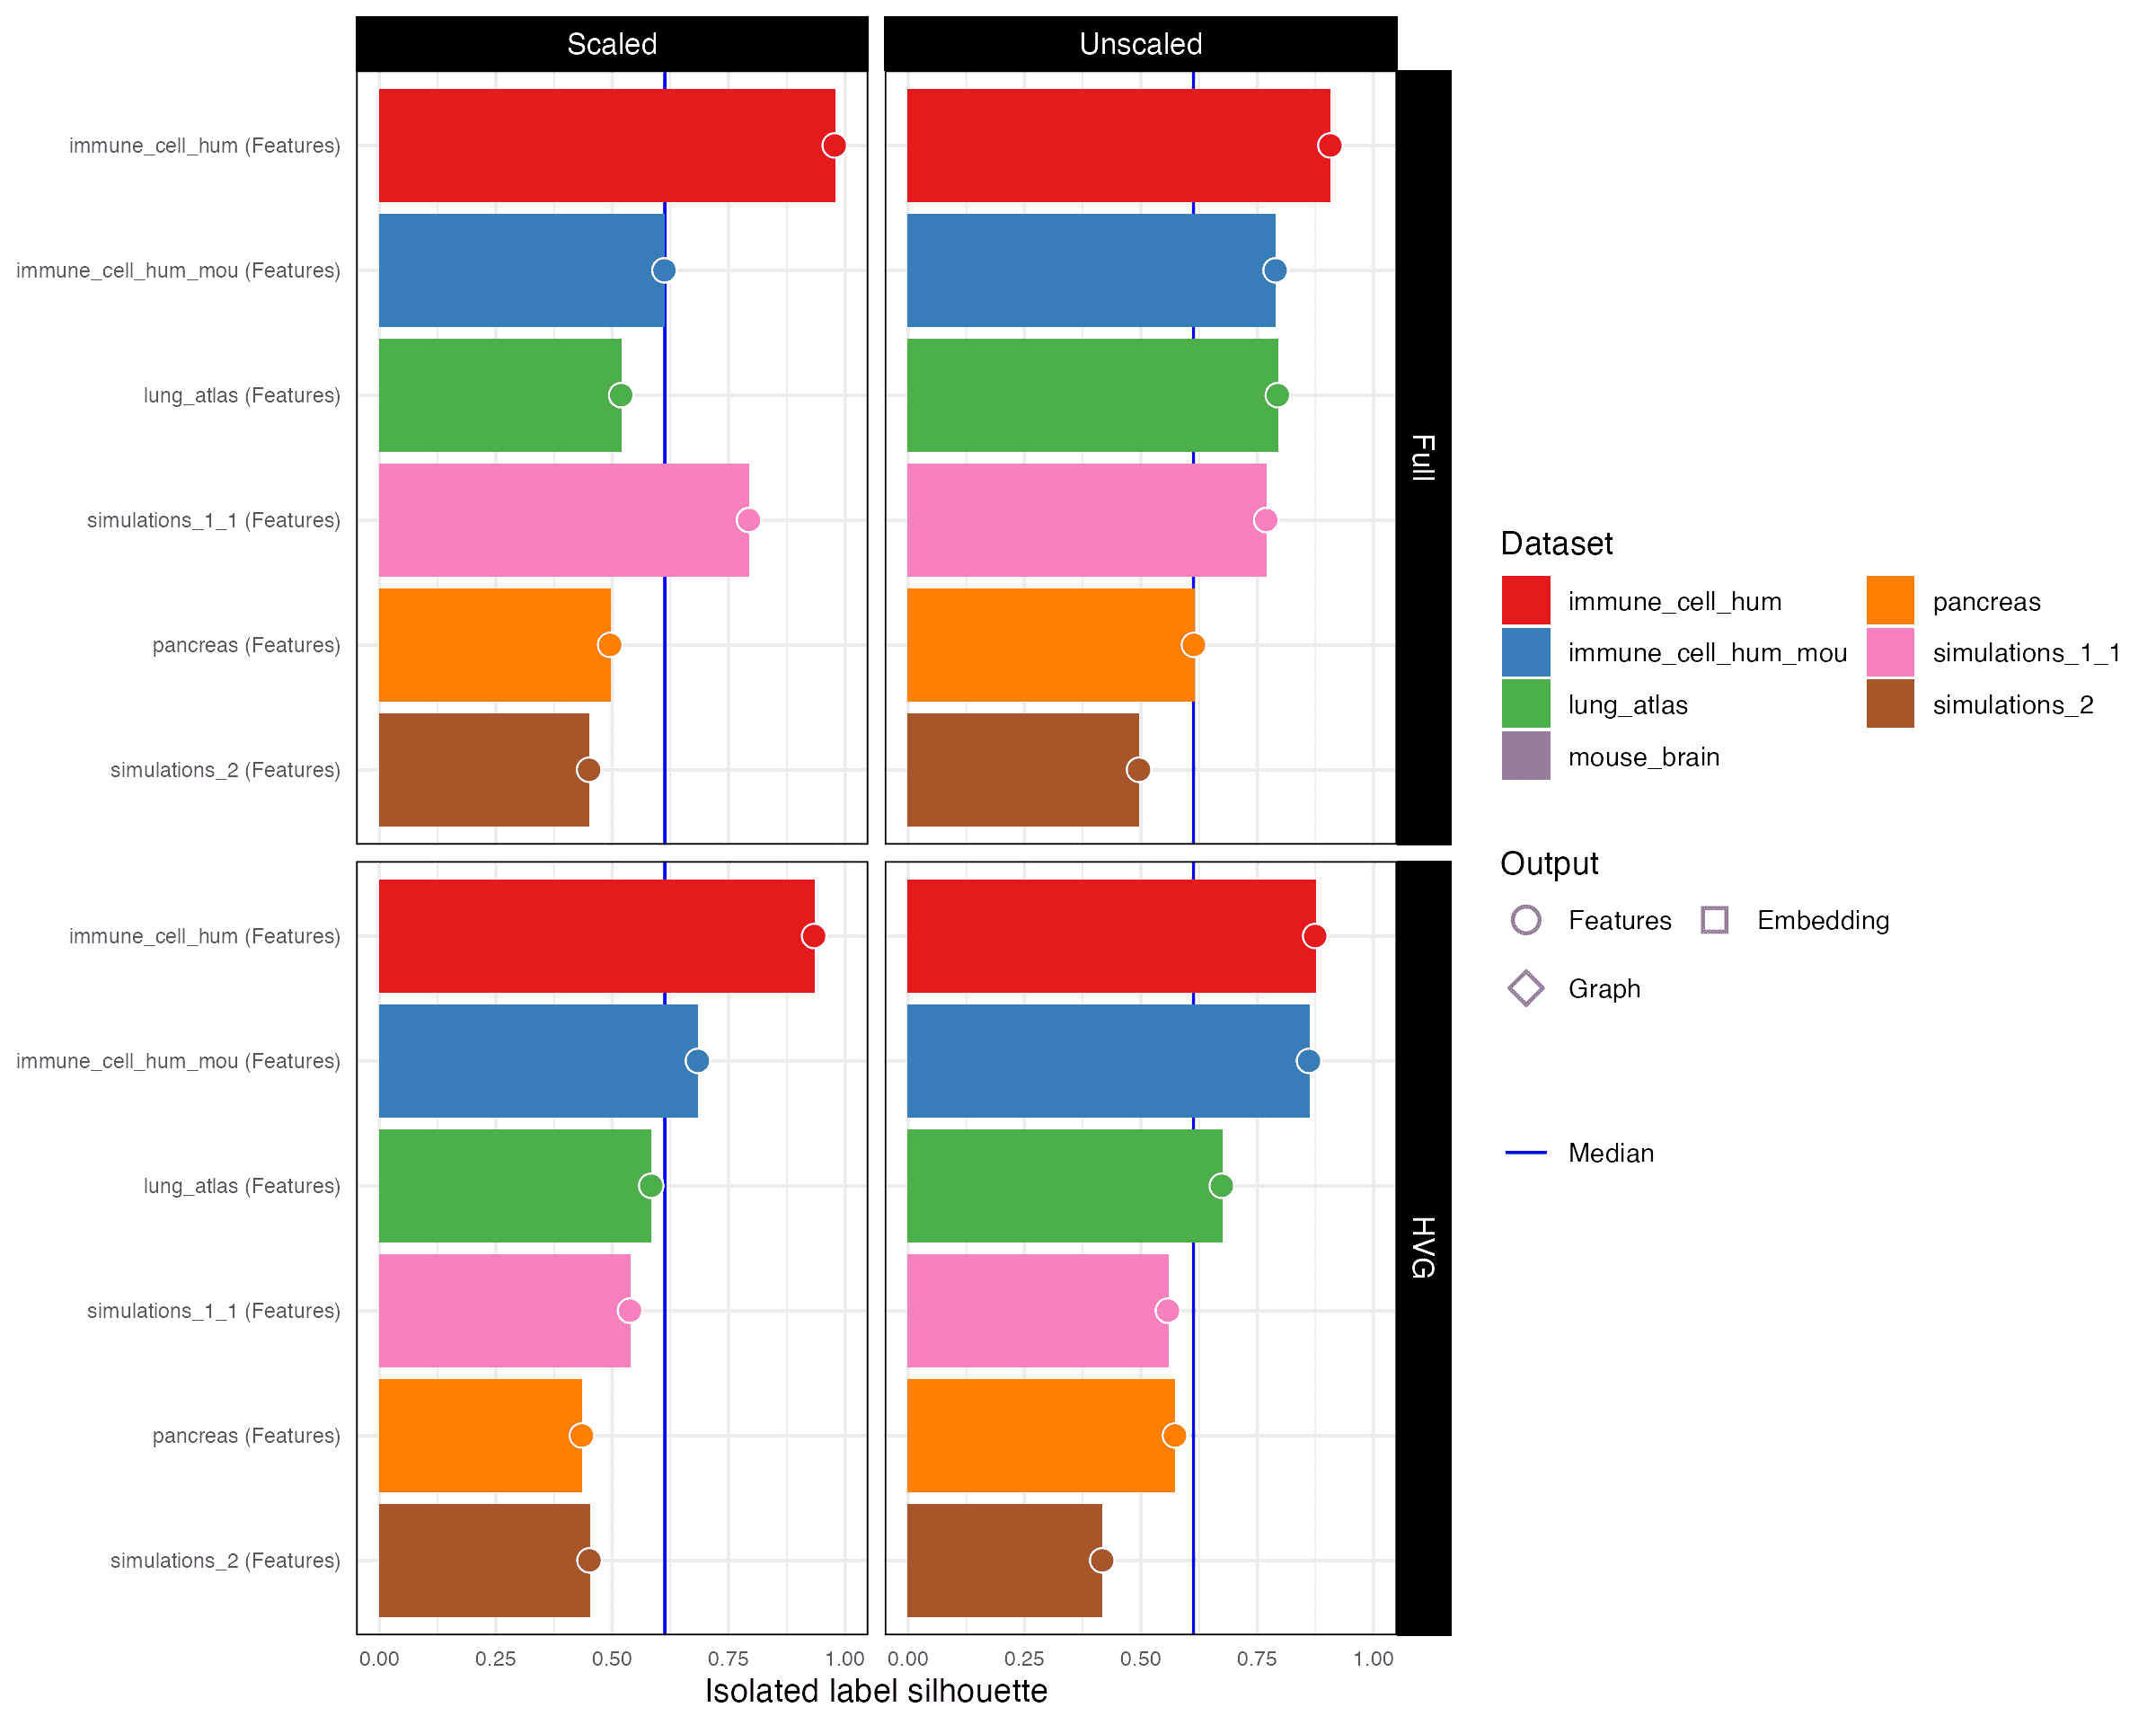 Scaled
Unscaled
Full
immune_cell_hum (Features)
immune_cell_hum_mou (Features)
lung_atlas (Features)
simulations_1_1 (Features)
pancreas (Features)
simulations_2 (Features)
HVG
immune_cell_hum (Features)
immune_cell_hum_mou (Features)
lung_atlas (Features)
simulations_1_1 (Features)
pancreas (Features)
simulations_2 (Features)
0.00 0.25 0.50 0.75 1.00
0.00 0.25 0.50 0.75 1.00
Isolated label silhouette
Dataset
immune_cell_hum
immune_cell_hum_mou
lung_atlas
mouse_brain
pancreas
simulations_1_1
simulations_2
Output
Features
Embedding
Graph
Median